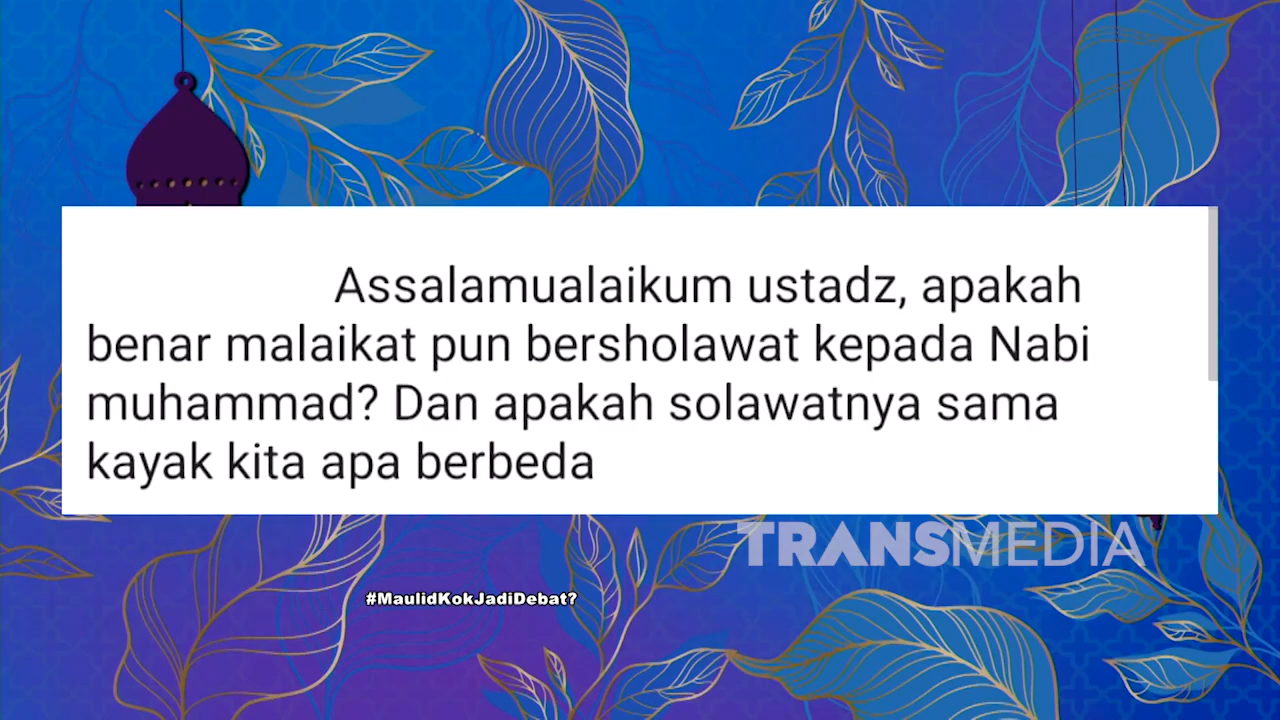 Assalamualaikum ustadz, apakah
benar malaikat pun bersholawat kepada Nabi
muhammad? Dan apakah solawatnya sama
kayak kita apa berbeda
TRANSMEDIA
#MaulidKokJadiDebat?